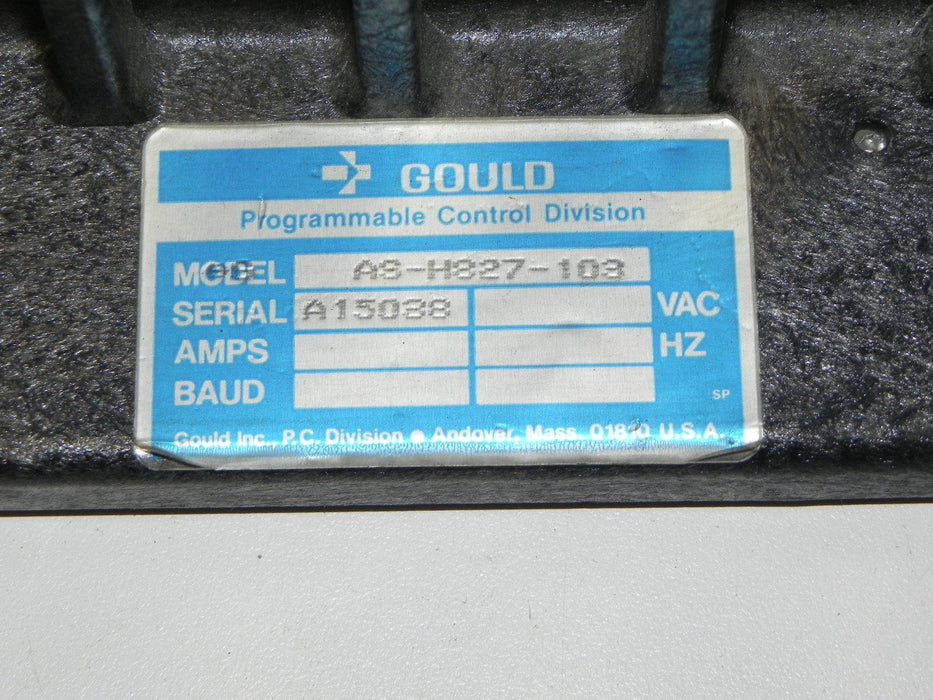 GOULD
Programmable Control Division
MODEL AS-H827-103
SERIAL A15038 VAC
AMPS HZ
BAUD
SP
Gould Inc., P.C. Division ● Andover, Mass. 01810 U.S.A.